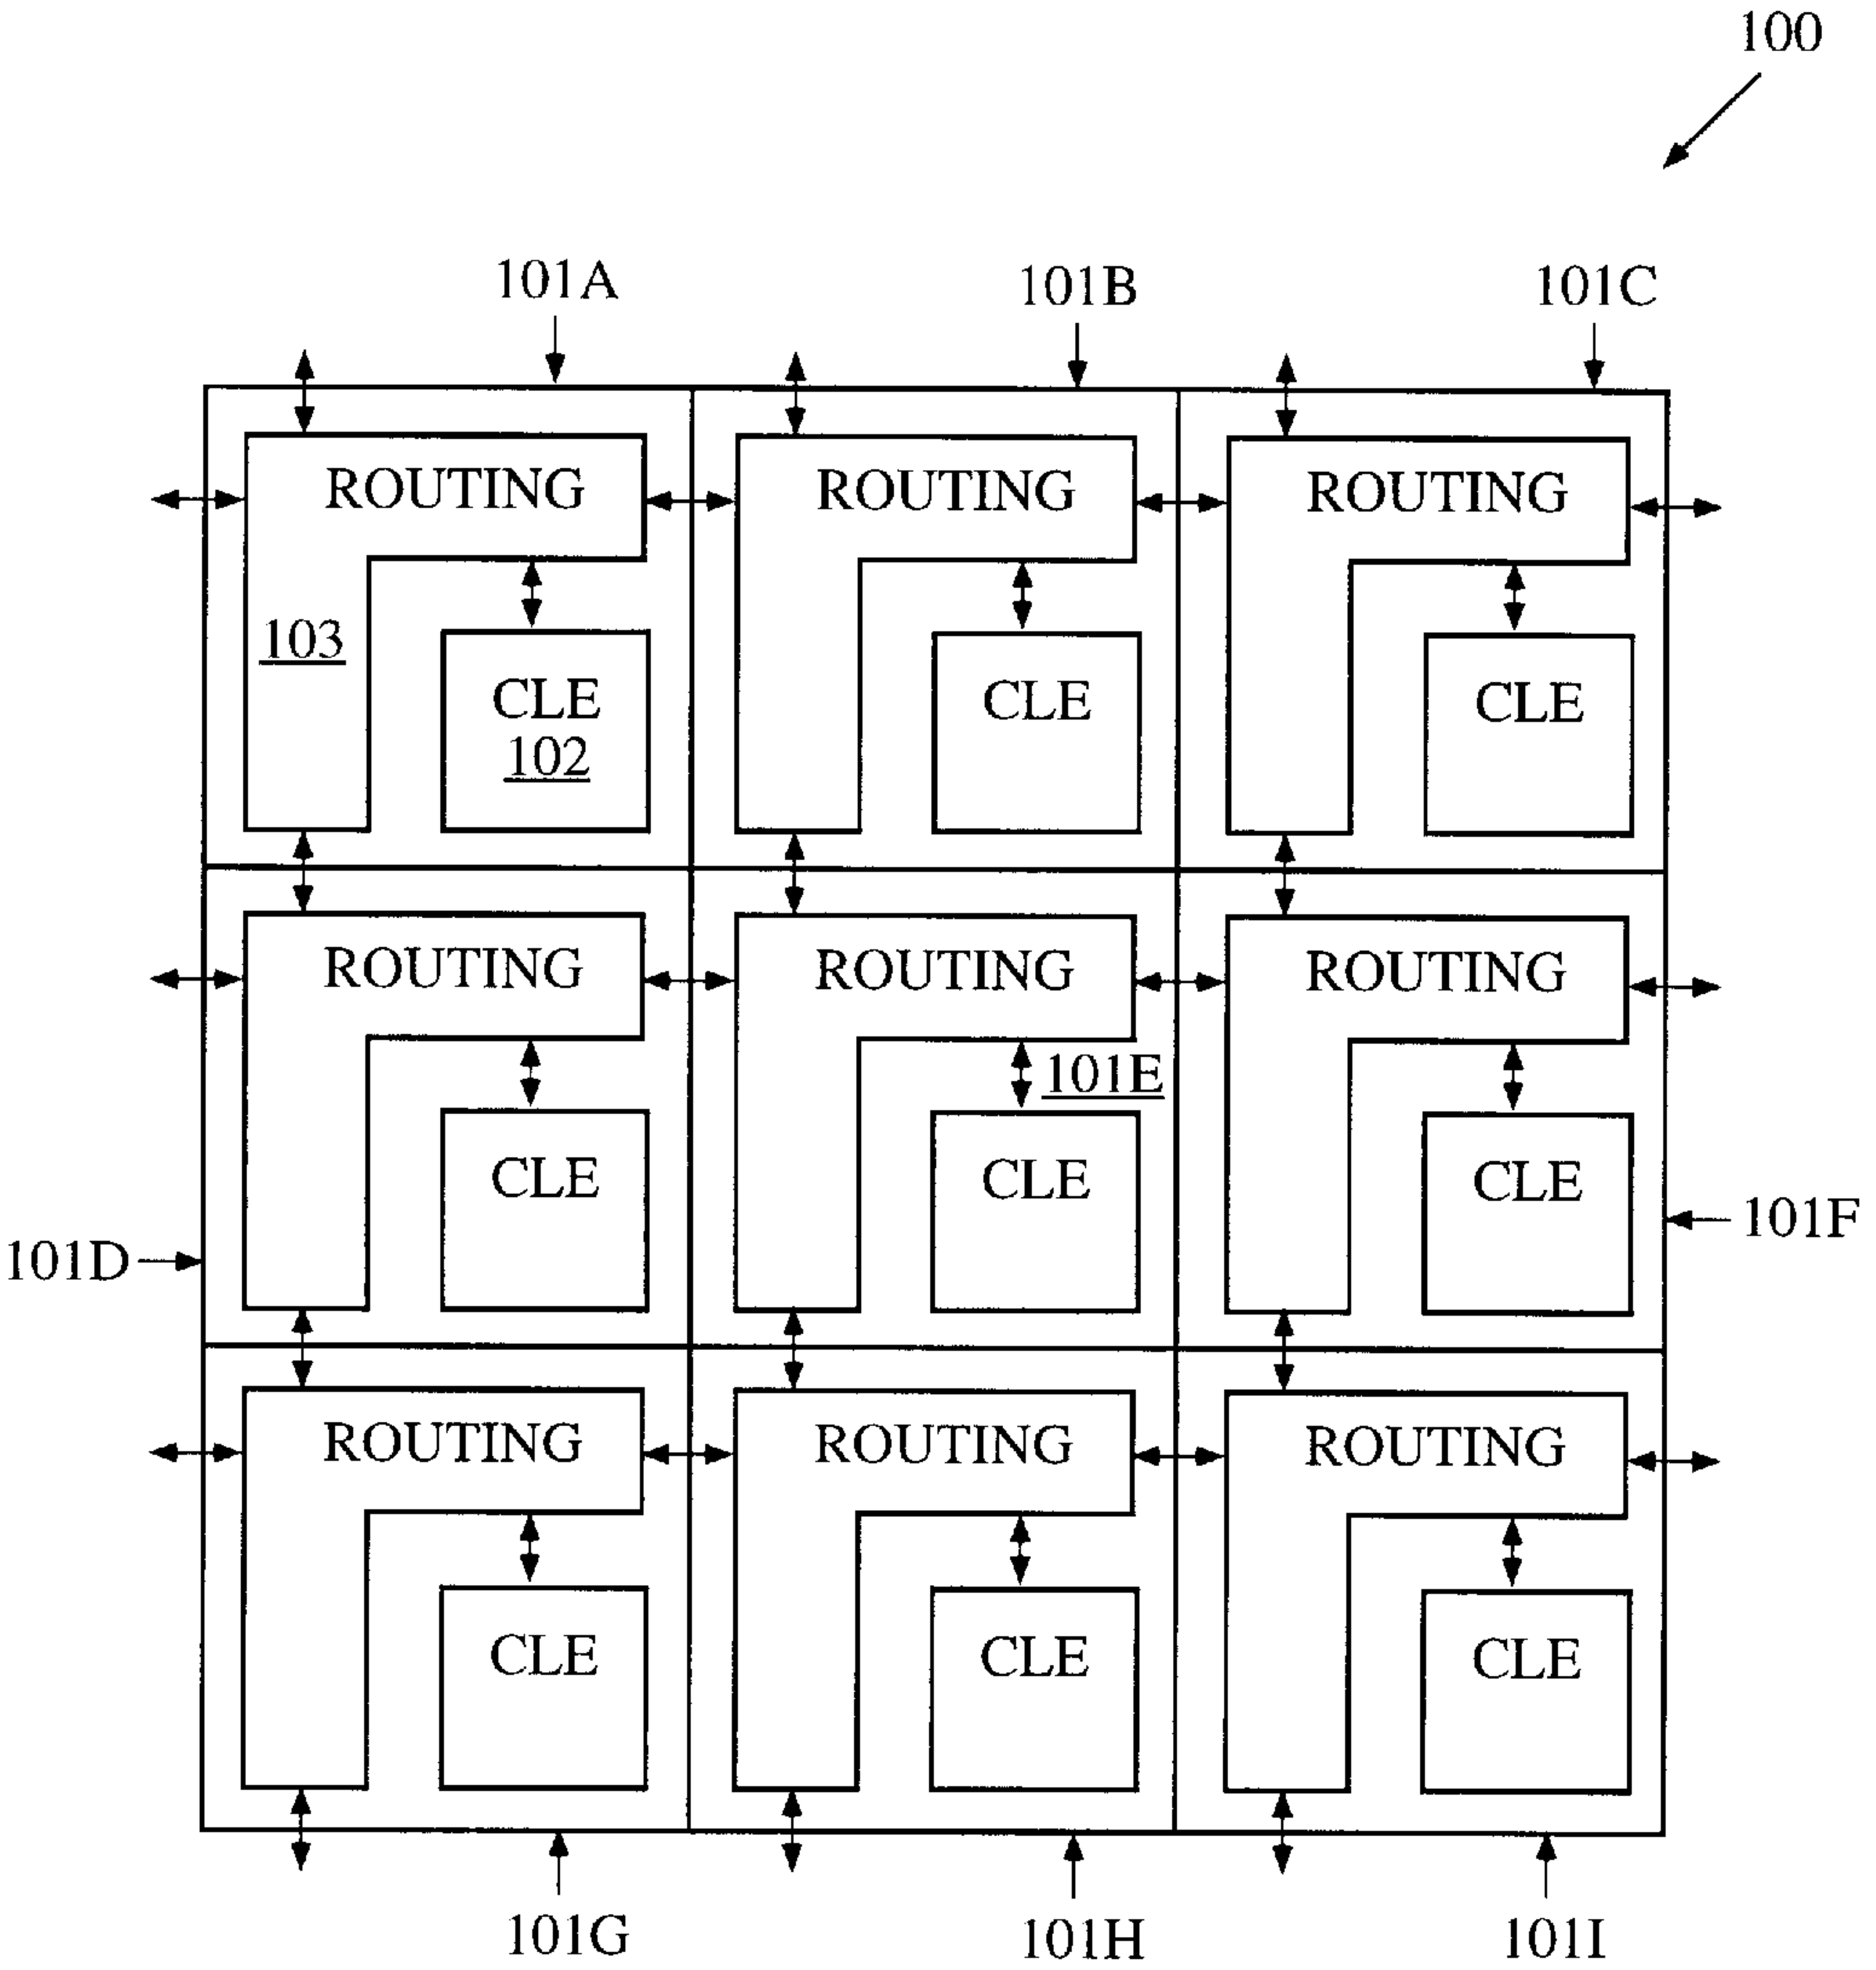 100
101A
101B
101C
ROUTING
ROUTING
ROUTING
103
CLE
102
CLE
CLE
ROUTING
ROUTING
ROUTING
101E
CLE
CLE
CLE
101D
101F
ROUTING
ROUTING
ROUTING
CLE
CLE
CLE
101G
101H
101I